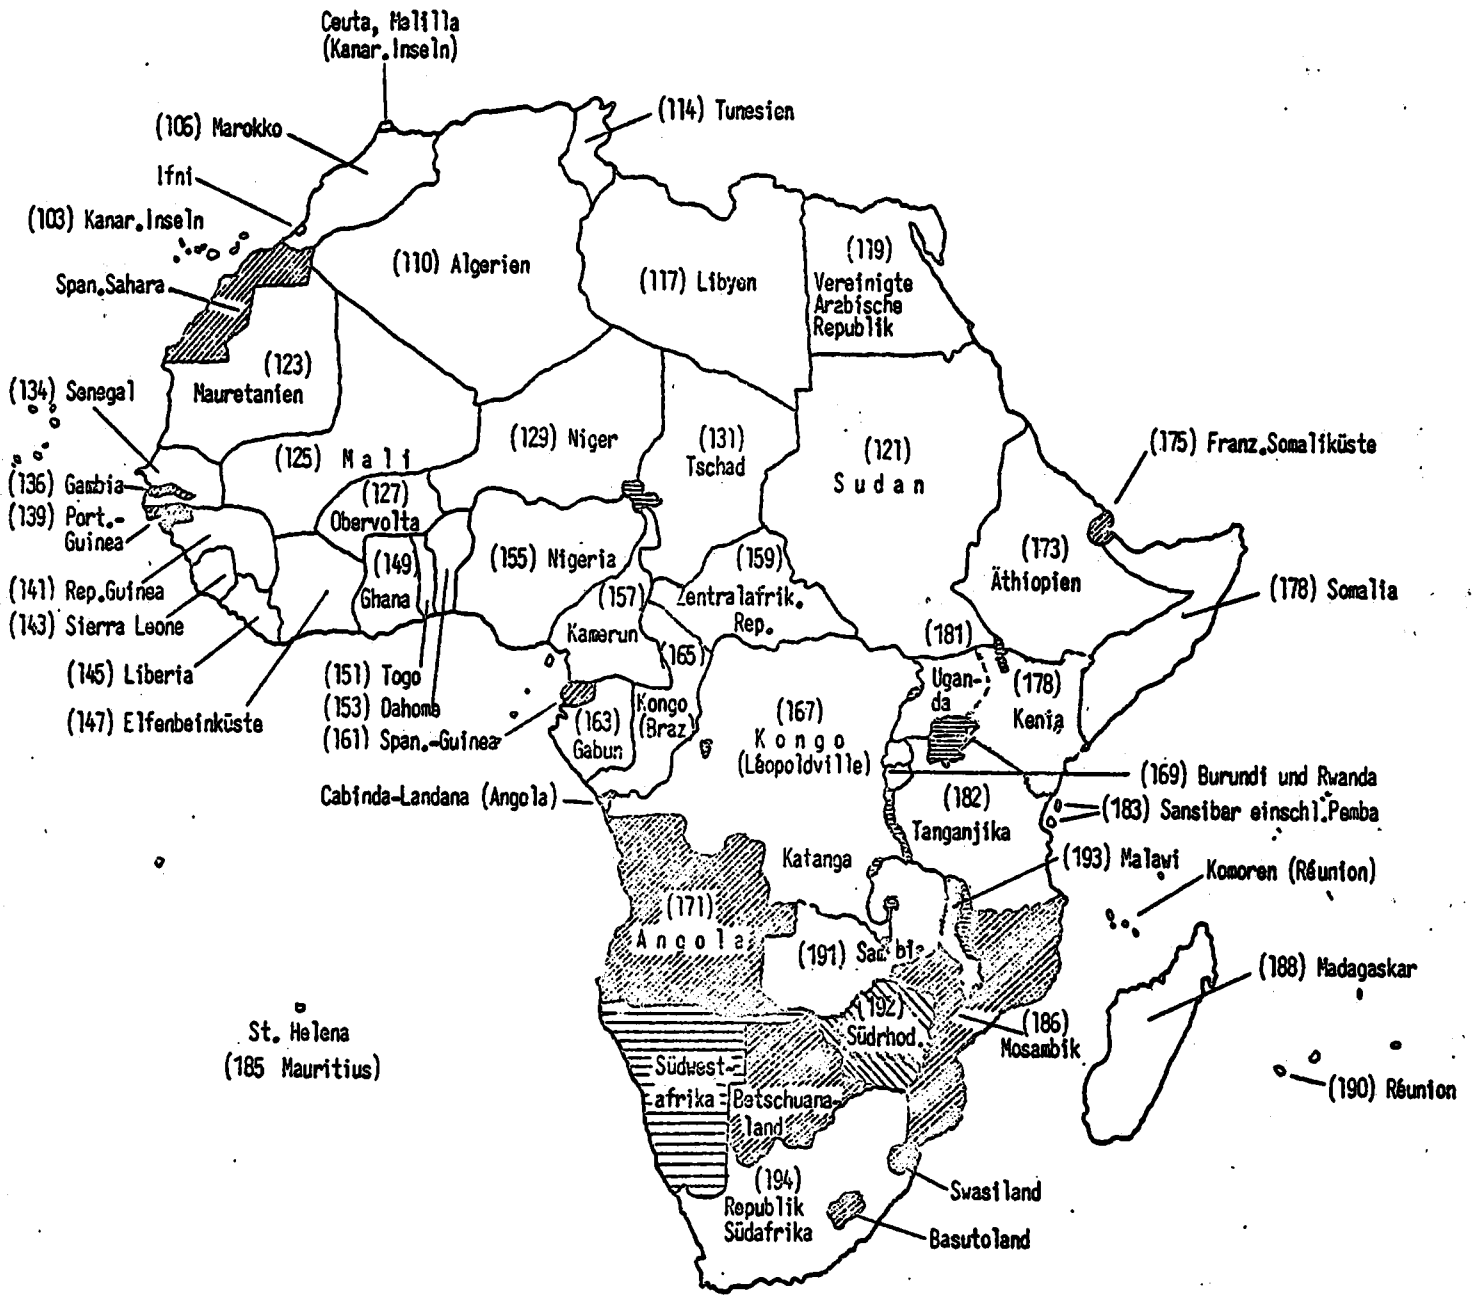 Ceuta, Malilla
(Kanar.Inseln)
(114) Tunesien
(106) Marokko
Ifni
(103) Kanar.Inseln
(119)
Vereinigte
Arabische
Republik
(110) Algerien
(117) Libyen
Span.Sahara
(123)
Mauretanien
(134) Senegal
(129) Niger
(131)
Tschad
(121)
Sudan
(175) Franz.Somaliküste
(125) Mali
(136) Gambia
(127)
Obervolta
(139) Port.-
Guinea
(149)
Ghana
(155) Nigeria
(159)
Zentralafrik.
Rep.
(173)
Äthiopien
(141) Rep.Guinea
(157)
Kamerun
(178) Somalia
(143) Sierra Leone
(181)
Ugan-
da
(165)
Kongo
(Braz)
(145) Liberia
(151) Togo
(178)
Kenia
(147) Elfenbeinküste
(153) Dahome
(163)
Gabun
(167)
Kongo
(Léopoldville)
(161) Span.-Guinea
(169) Burundi und Rwanda
Cabinda-Landana (Angola)
(182)
Tanganjika
(183) Sansibar einschl.Pemba
Katanga
(193) Malawi
Komoren (Réunion)
(171)
Angola
(191) Sambia
(188) Madagaskar
(192)
Südrhod.
(186)
Mosambik
St. Helena
(185 Mauritius)
Südwest-
afrika
Betschuana-
land
(190) Réunion
(194)
Republik
Südafrika
Swasiland
Basutoland